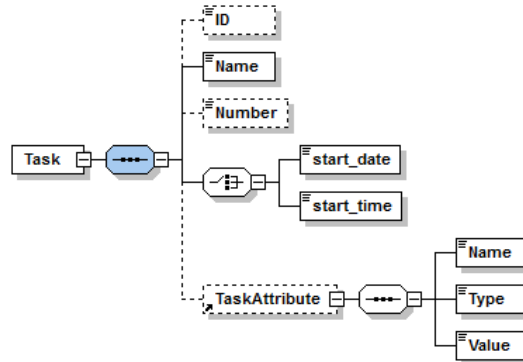 ID
Name
Number
Task
start_date
start_time
TaskAttribute
Name
Type
Value